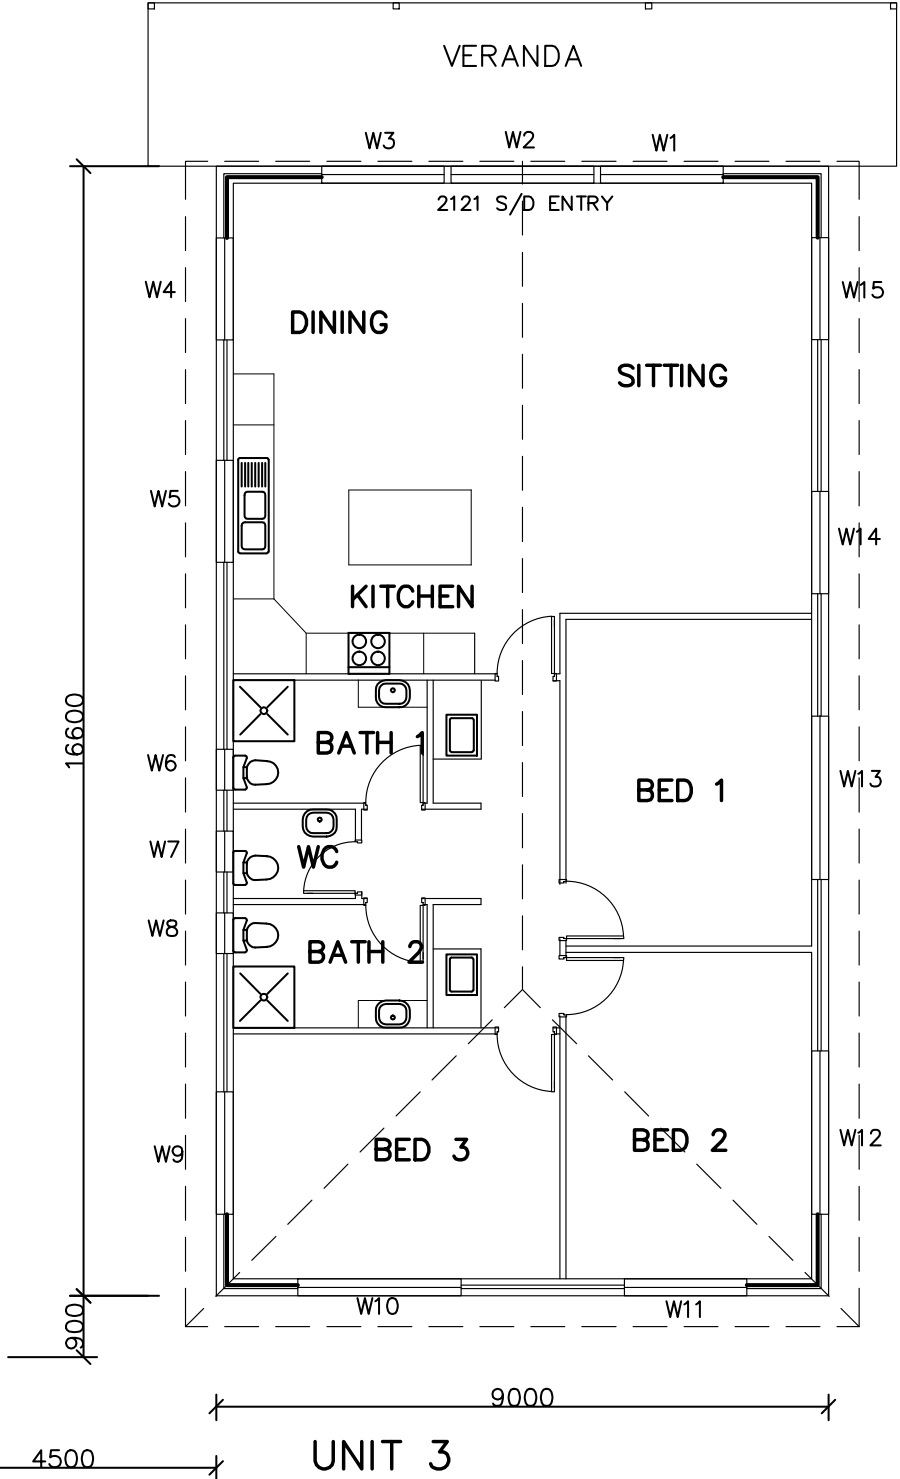 VERANDA
W3 W2 W1
2121 S/D ENTRY
W4 W15
DINING
SITTING
W5
W14
KITCHEN
16600
BATH 1
W6 W13
BED 1
W7
WC
W8
BATH 2
W9 W12
BED 3 BED 2
W10 W11
900
9000
4500
UNIT 3